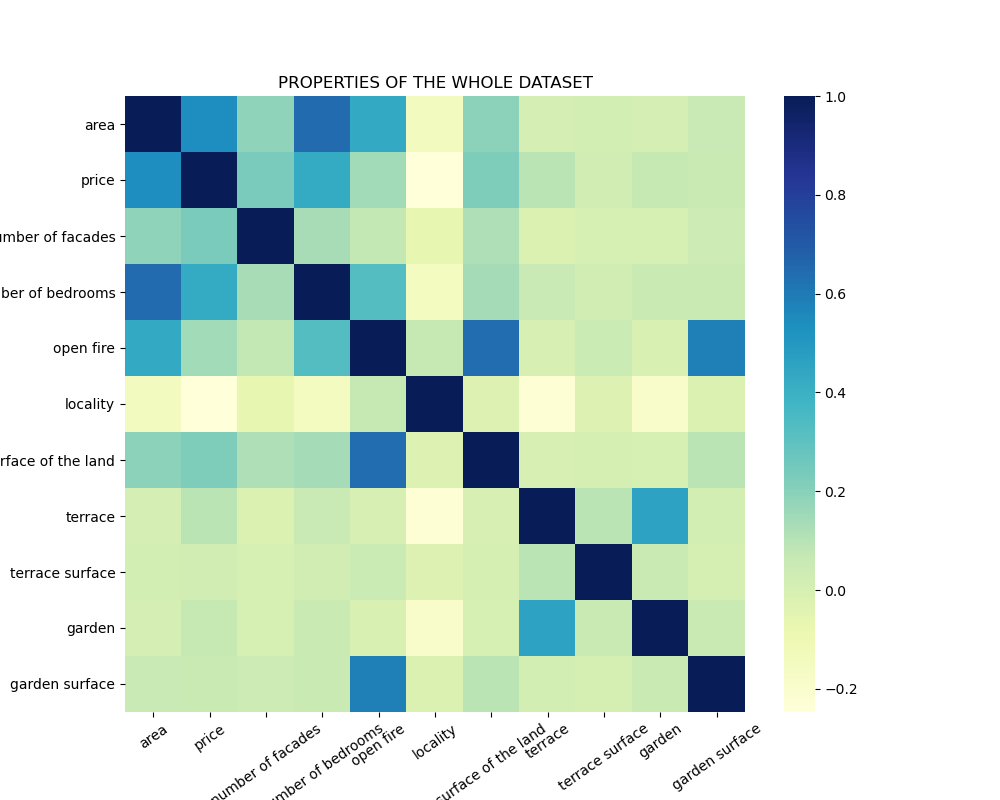 PROPERTIES OF THE WHOLE DATASET
area
price
umber of facades
ber of bedrooms
open fire
locality
rface of the land
terrace
terrace surface
garden
garden surface
area
price
number of facades
number of bedrooms
open fire
locality
surface of the land
terrace
terrace surface
garden
garden surface
1.0
0.8
0.6
0.4
0.2
0.0
−0.2